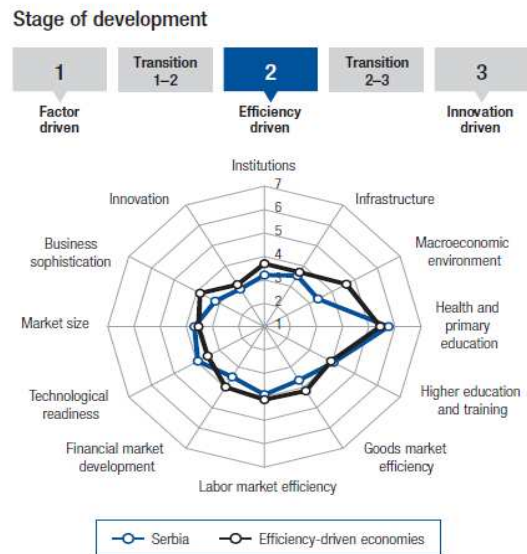 Stage of development
1
Transition
1–2
2
Transition
2–3
3
Factor
driven
Efficiency
driven
Innovation
driven
Institutions
Infrastructure
Macroeconomic
environment
Health and
primary
education
Higher education
and training
Goods market
efficiency
Labor market efficiency
Financial market
development
Technological
readiness
Market size
Business
sophistication
Innovation
7
6
5
4
3
2
1
Serbia
Efficiency-driven economies